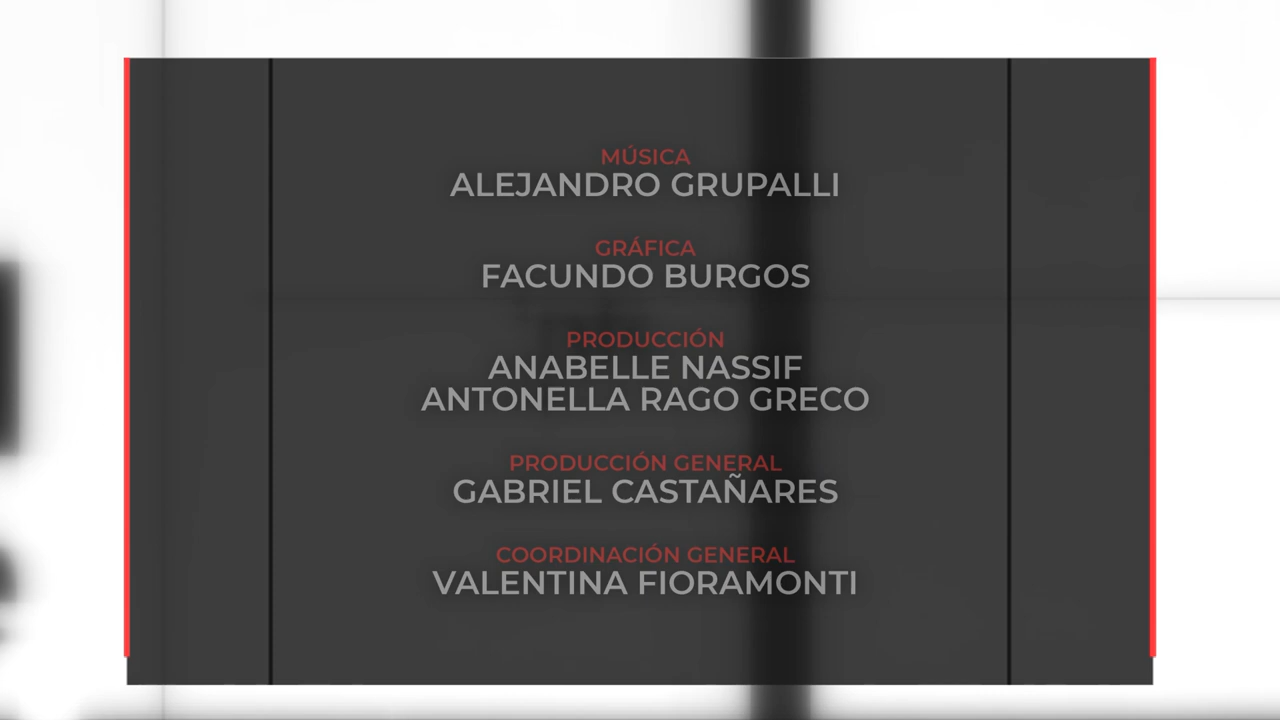 MÚSICA
ALEJANDRO GRUPALLI
GRÁFICA
FACUNDO BURGOS
PRODUCCIÓN
ANABELLE NASSIF
ANTONELLA RAGO GRECO
PRODUCCIÓN GENERAL
GABRIEL CASTAÑARES
COORDINACIÓN GENERAL
VALENTINA FIORAMONTI